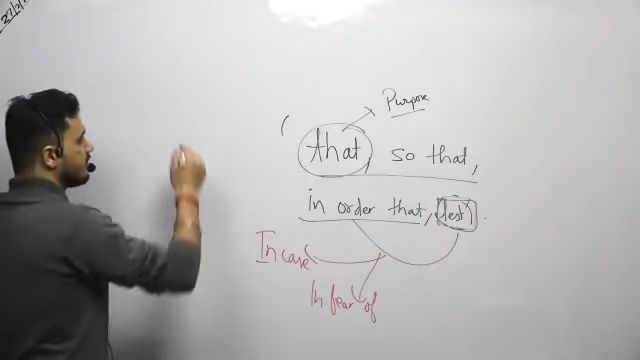 Purpose
( that, so that,
in order that, lest).
In case
In fear of